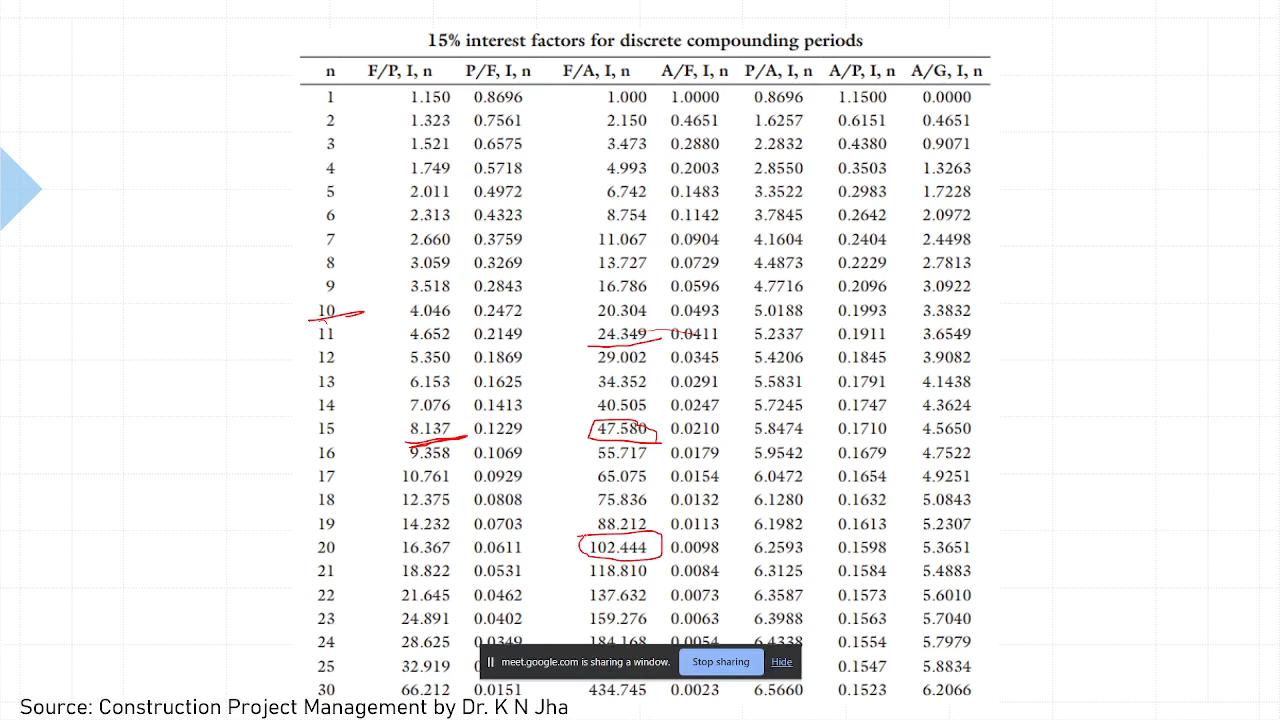 15% interest factors for discrete compounding periods
n F/P, I, n P/F, I, n F/A, I, n A/F, I, n P/A, I, n A/P, I, n A/G, I, n
1 1.150 0.8696 1.000 1.0000 0.8696 1.1500 0.0000
2 1.323 0.7561 2.150 0.4651 1.6257 0.6151 0.4651
3 1.521 0.6575 3.473 0.2880 2.2832 0.4380 0.9071
4 1.749 0.5718 4.993 0.2003 2.8550 0.3503 1.3263
5 2.011 0.4972 6.742 0.1483 3.3522 0.2983 1.7228
6 2.313 0.4323 8.754 0.1142 3.7845 0.2642 2.0972
7 2.660 0.3759 11.067 0.0904 4.1604 0.2404 2.4498
8 3.059 0.3269 13.727 0.0729 4.4873 0.2229 2.7813
9 3.518 0.2843 16.786 0.0596 4.7716 0.2096 3.0922
10 4.046 0.2472 20.304 0.0493 5.0188 0.1993 3.3832
11 4.652 0.2149 24.349 0.0411 5.2337 0.1911 3.6549
12 5.350 0.1869 29.002 0.0345 5.4206 0.1845 3.9082
13 6.153 0.1625 34.352 0.0291 5.5831 0.1791 4.1438
14 7.076 0.1413 40.505 0.0247 5.7245 0.1747 4.3624
15 8.137 0.1229 47.580 0.0210 5.8474 0.1710 4.5650
16 9.358 0.1069 55.717 0.0179 5.9542 0.1679 4.7522
17 10.761 0.0929 65.075 0.0154 6.0472 0.1654 4.9251
18 12.375 0.0808 75.836 0.0132 6.1280 0.1632 5.0843
19 14.232 0.0703 88.212 0.0113 6.1982 0.1613 5.2307
20 16.367 0.0611 102.444 0.0098 6.2593 0.1598 5.3651
21 18.822 0.0531 118.810 0.0084 6.3125 0.1584 5.4883
22 21.645 0.0462 137.632 0.0073 6.3587 0.1573 5.6010
23 24.891 0.0402 159.276 0.0063 6.3988 0.1563 5.7040
24 28.625 0.0349 184.168 0.0054 6.4338 0.1554 5.7979
25 32.919 0.1547 5.8834
meet.google.com is sharing a window. Stop sharing Hide
30 66.212 0.0151 434.745 0.0023 6.5660 0.1523 6.2066
Source: Construction Project Management by Dr. K N Jha